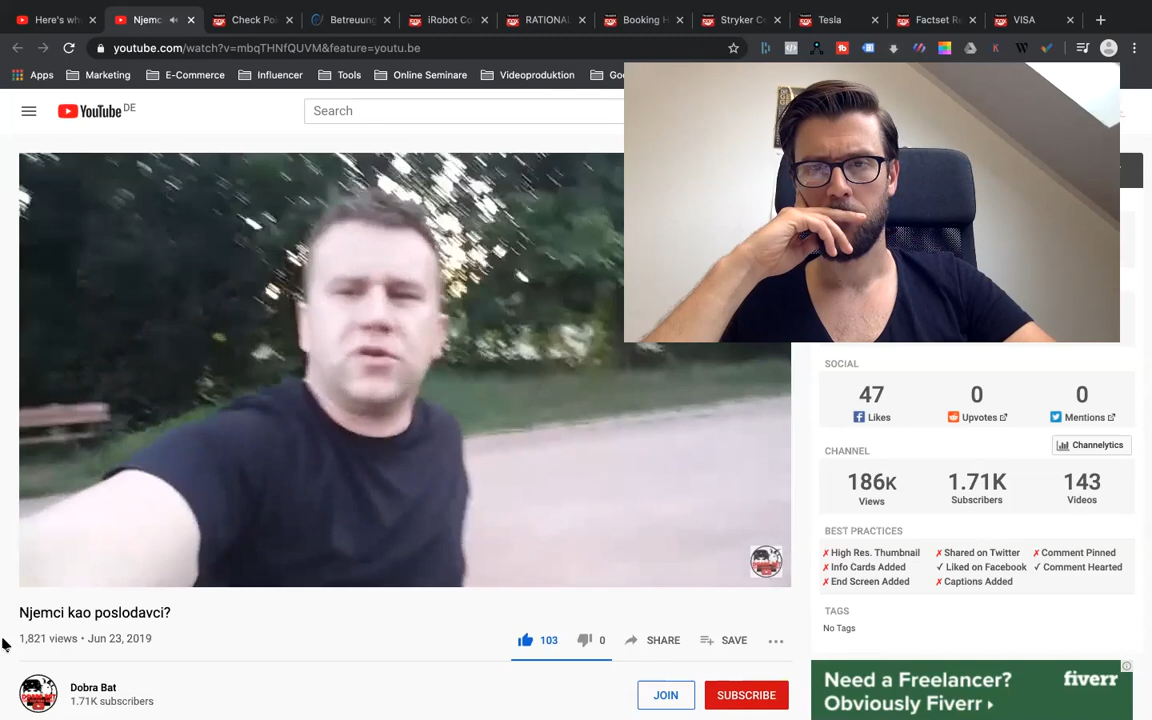 Here's wh
Njemc
Check Poi
Betreuung
iRobot Co
RATIONAL
Booking H
Stryker C
Tesla
Factset Re
VISA
youtube.com/watch?v=mbqTHNfQUVM&feature=youtu.be
Apps Marketing E-Commerce Influencer Tools Online Seminare Videoproduktion Goo
YouTube DE
Search
SOCIAL
47 0 0
Likes Upvotes Mentions
CHANNEL Channelytics
186K 1.71K 143
Views Subscribers Videos
BEST PRACTICES
✗ High Res. Thumbnail ✗ Shared on Twitter ✗ Comment Pinned
✗ Info Cards Added ✓ Liked on Facebook ✓ Comment Hearted
✗ End Screen Added ✗ Captions Added
TAGS
No Tags
Njemci kao poslodavci?
1,821 views • Jun 23, 2019
103 0 SHARE SAVE
Dobra Bat
1.71K subscribers
JOIN SUBSCRIBE
Need a Freelancer? fiverr
Obviously Fiverr